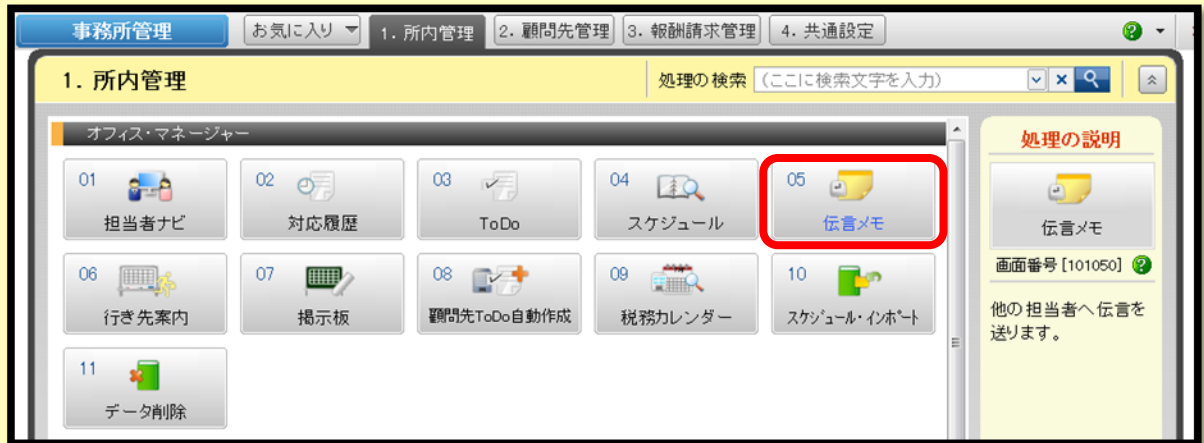 事務所管理 お気に入り 1. 所内管理 2. 顧問先管理 3. 報酬請求管理 4. 共通設定
1. 所内管理 処理の検索 (ここに検索文字を入力)
オフィス・マネージャー
01 担当者ナビ
02 対応履歴
03 ToDo
04 スケジュール
05 伝言メモ
06 行き先案内
07 掲示板
08 顧問先ToDo自動作成
09 税務カレンダー
10 スケジュール・インポート
11 データ削除
処理の説明
伝言メモ
画面番号[101050]
他の担当者へ伝言を
送ります。